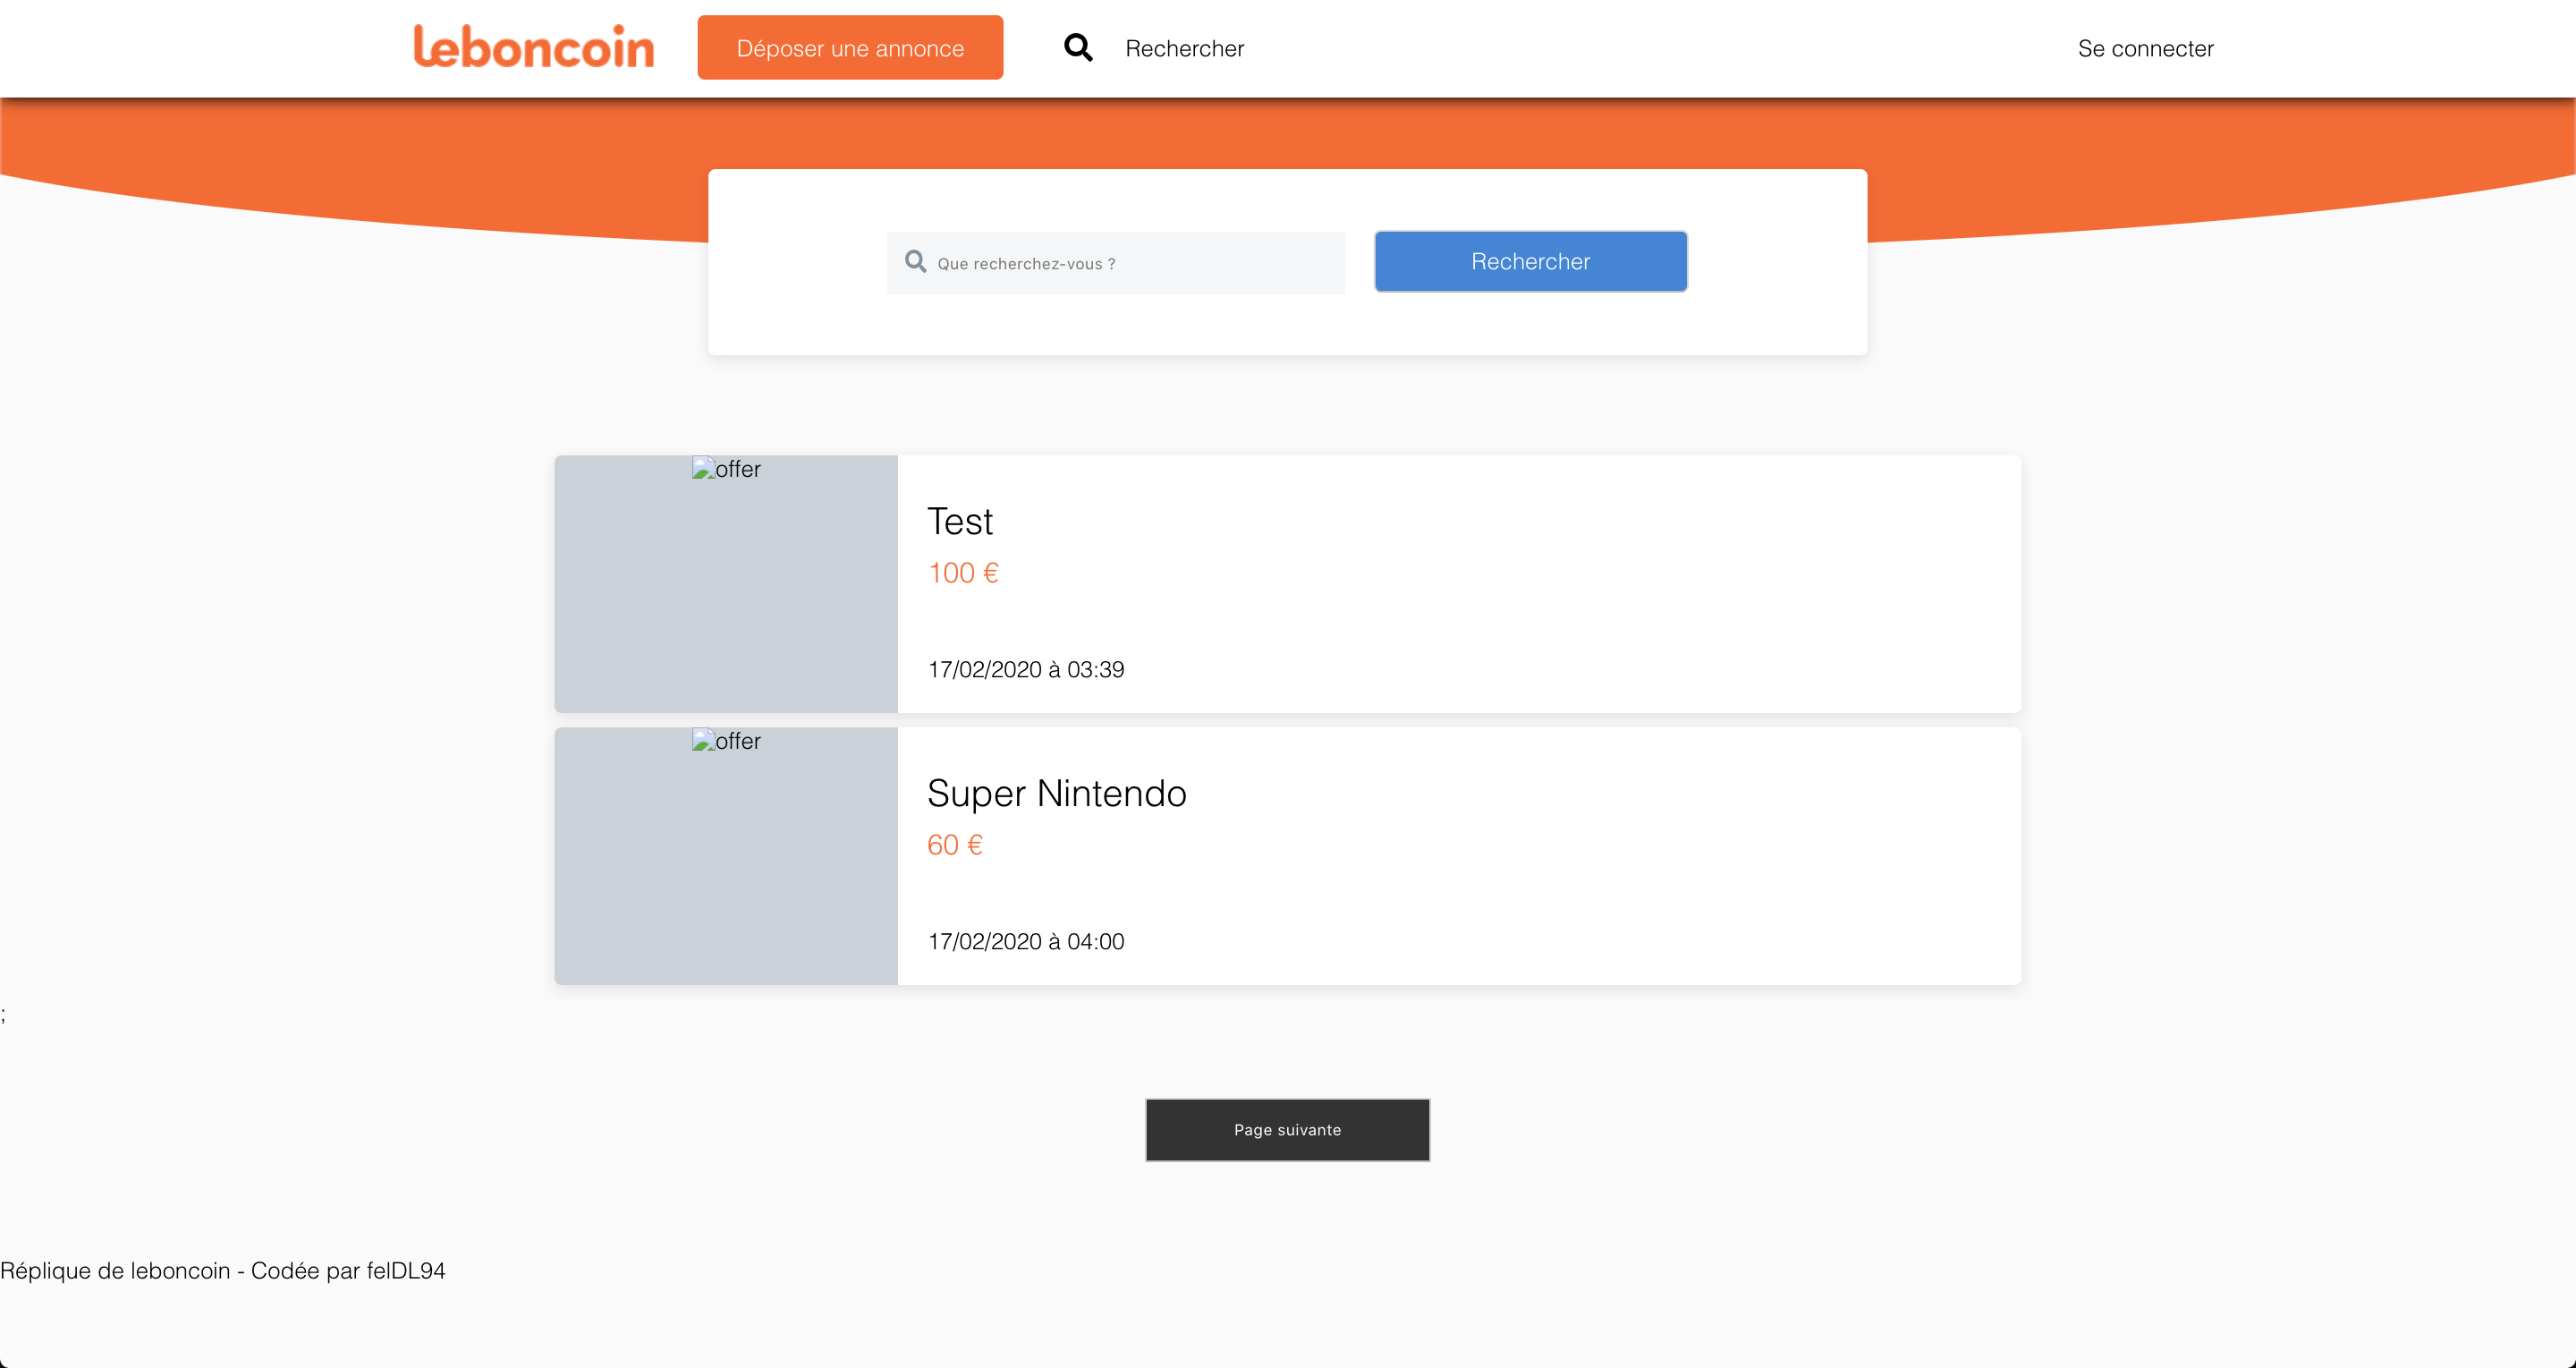 leboncoin
Déposer une annonce
Rechercher
Se connecter
Que recherchez-vous ?
Rechercher
offer
Test
100 €
17/02/2020 à 03:39
offer
Super Nintendo
60 €
17/02/2020 à 04:00
;
Page suivante
Réplique de leboncoin - Codée par felDL94